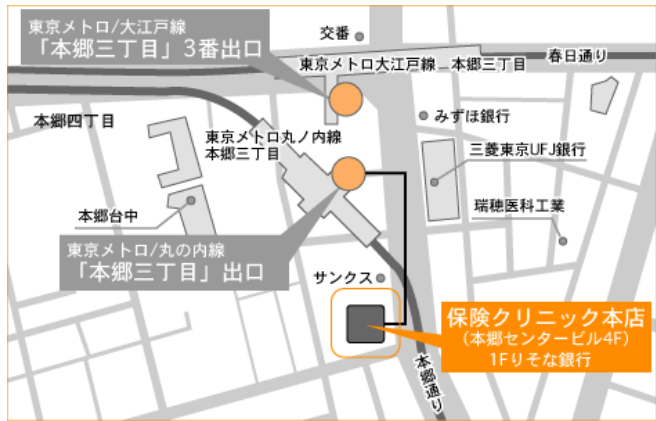 東京メトロ/大江戸線
「本郷三丁目」3番出口
交番
東京メトロ大江戸線 本郷三丁目
春日通り
本郷四丁目
東京メトロ丸ノ内線
本郷三丁目
みずほ銀行
三菱東京UFJ銀行
本郷台中
瑞穂医科工業
東京メトロ/丸の内線
「本郷三丁目」出口
サンクス
保険クリニック本店
(本郷センタービル4F)
1Fりそな銀行
本郷通り